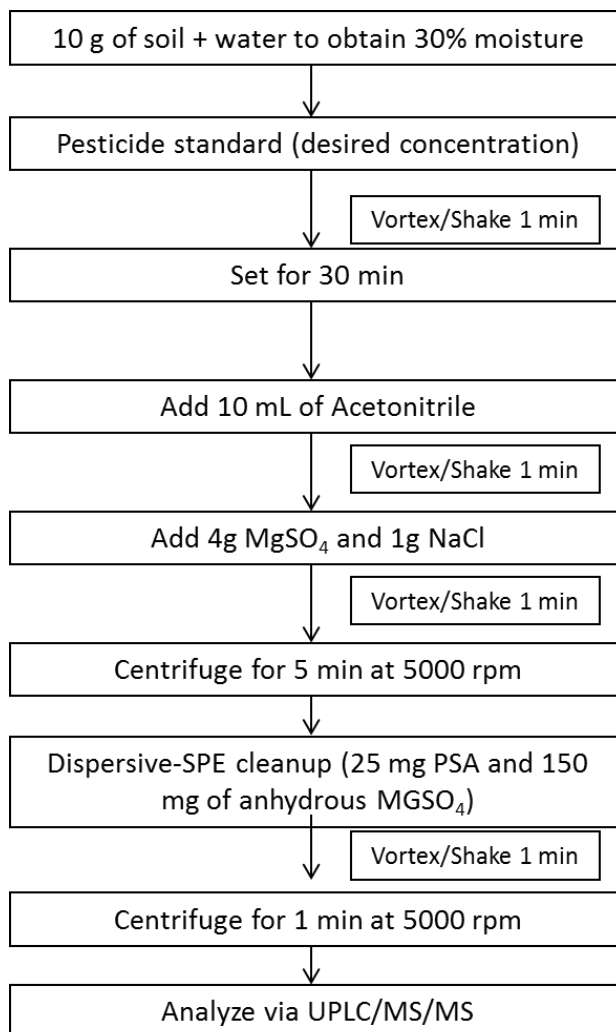 10 g of soil + water to obtain 30% moisture
Pesticide standard (desired concentration)
Vortex/Shake 1 min
Set for 30 min
Add 10 mL of Acetonitrile
Vortex/Shake 1 min
Add 4g MgSO₄ and 1g NaCl
Vortex/Shake 1 min
Centrifuge for 5 min at 5000 rpm
Dispersive-SPE cleanup (25 mg PSA and 150
mg of anhydrous MGSO₄)
Vortex/Shake 1 min
Centrifuge for 1 min at 5000 rpm
Analyze via UPLC/MS/MS